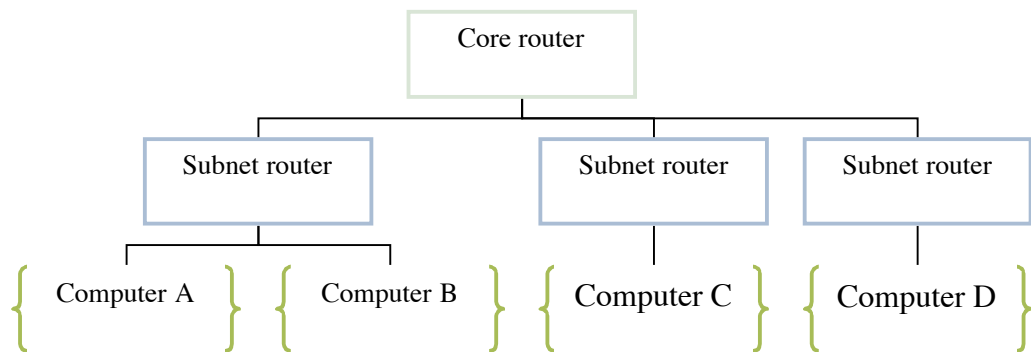 Core router
Subnet router
Subnet router
Subnet router
Computer A
Computer B
Computer C
Computer D